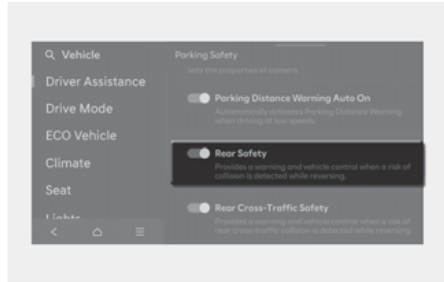 Vehicle
Parking Safety
Sets the properties of camera.
Driver Assistance
Parking Distance Warning Auto On
Automatically activates Parking Distance Warning
when driving at low speeds.
Drive Mode
ECO Vehicle
Climate
Rear Safety
Provides a warning and vehicle control when a risk of
collision is detected while reversing.
Seat
Lights
Rear Cross-Traffic Safety
Provides a warning and vehicle control when a risk of
rear cross-traffic collision is detected while reversing.